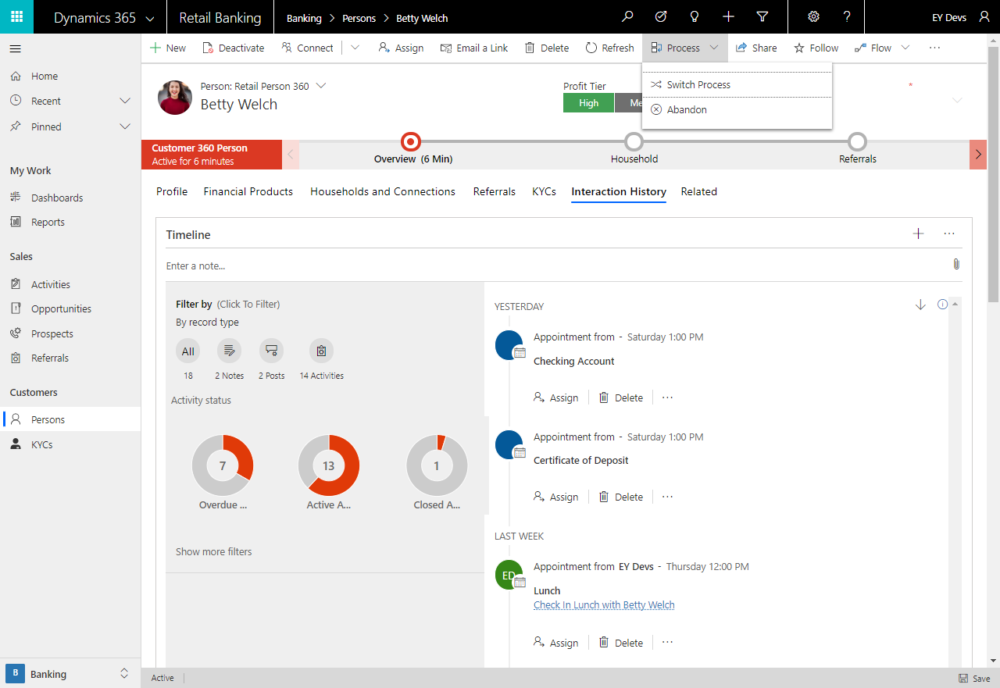 Dynamics 365
Retail Banking
Banking > Persons > Betty Welch
?
EY Devs
New
Deactivate
Connect
Assign
Email a Link
Delete
Refresh
Process
Share
Follow
Flow
...
Switch Process
Abandon
Home
Recent
Pinned
My Work
Dashboards
Reports
Sales
Activities
Opportunities
Prospects
Referrals
Customers
Persons
KYCs
B
Banking
Person: Retail Person 360
Betty Welch
Profit Tier
High
*
Customer 360 Person
Active for 6 minutes
Overview (6 Min)
Household
Referrals
Profile
Financial Products
Households and Connections
Referrals
KYCs
Interaction History
Related
Timeline
...
Enter a note...
Filter by (Click To Filter)
By record type
All
18
2 Notes
2 Posts
14 Activities
Activity status
7
Overdue ...
13
Active A...
1
Closed A...
Show more filters
YESTERDAY
Appointment from - Saturday 1:00 PM
Checking Account
Assign
Delete
...
Appointment from - Saturday 1:00 PM
Certificate of Deposit
Assign
Delete
...
LAST WEEK
ED
Appointment from EY Devs - Thursday 12:00 PM
Lunch
Check In Lunch with Betty Welch
Assign
Delete
...
Active
Save